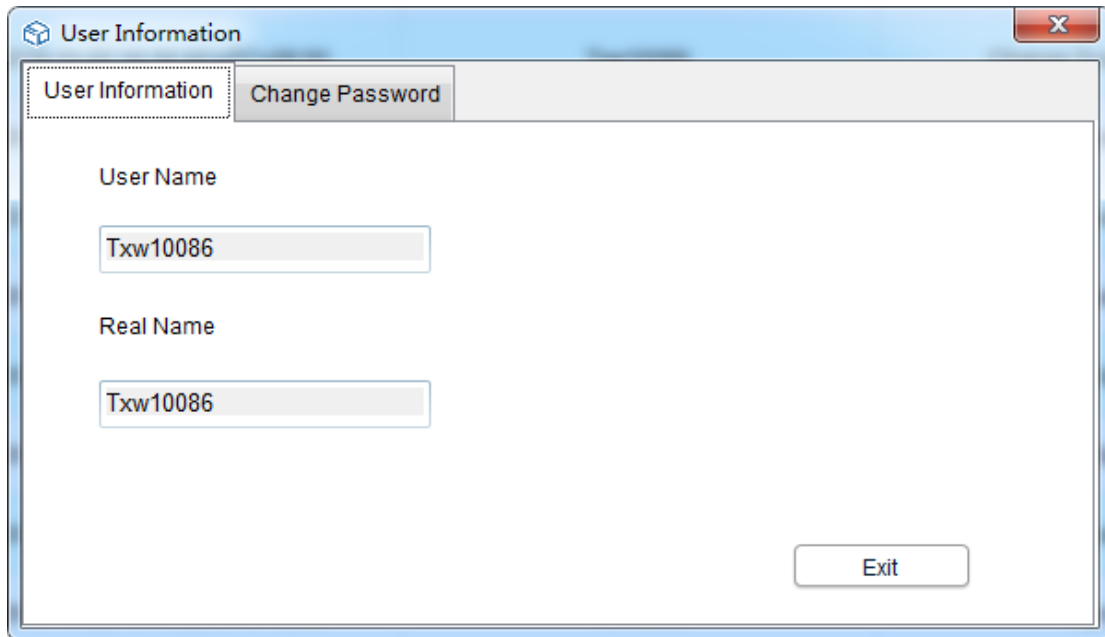 User Information
User Information Change Password
User Name
Txw10086
Real Name
Txw10086
Exit